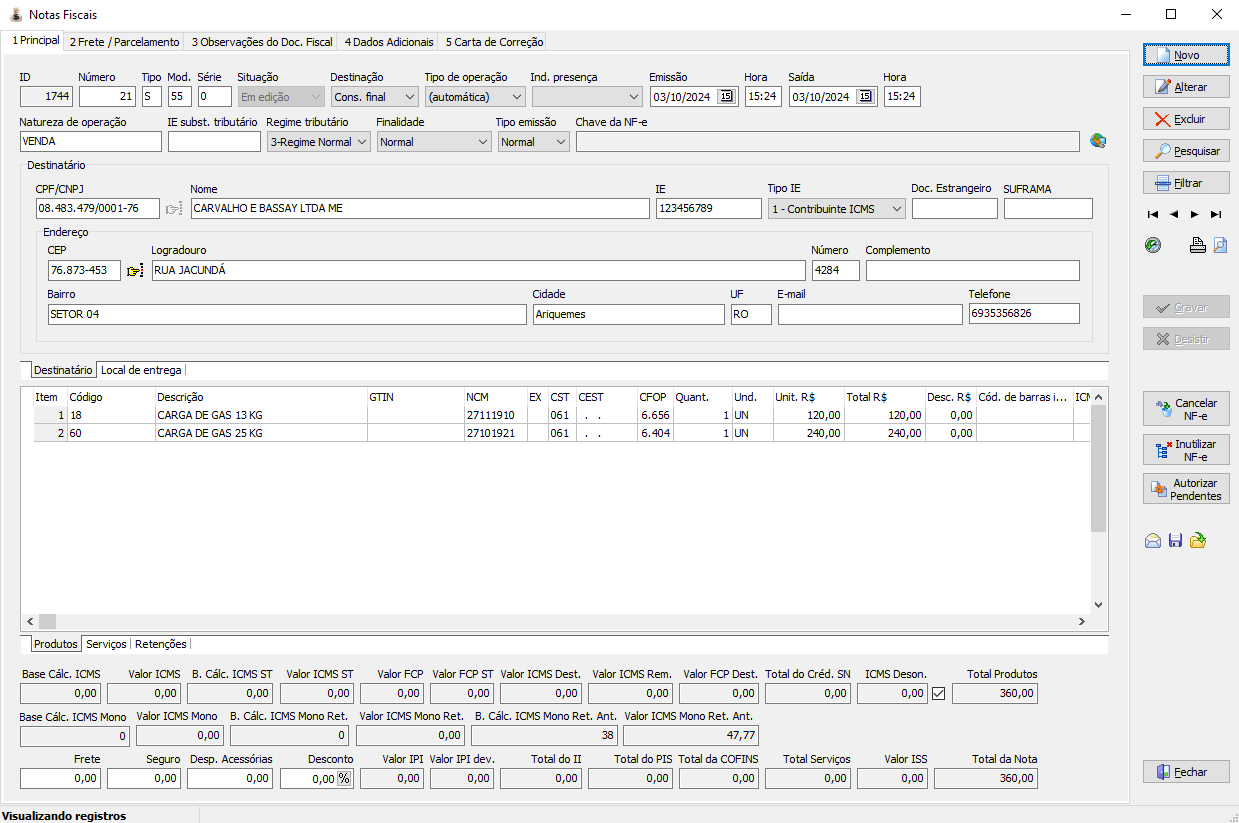 Notas Fiscais
1 Principal 2 Frete / Parcelamento 3 Observações do Doc. Fiscal 4 Dados Adicionais 5 Carta de Correção
ID Número Tipo Mod. Série Situação Destinação Tipo de operação Ind. presença Emissão Hora Saída Hora
1744 21 S 55 0 Em edição Cons. final (automática) 03/10/2024 15 15:24 03/10/2024 15 15:24
Natureza de operação IE subst. tributário Regime tributário Finalidade Tipo emissão Chave da NF-e
VENDA 3-Regime Normal Normal Normal
Destinatário
CPF/CNPJ Nome IE Tipo IE Doc. Estrangeiro SUFRAMA
08.483.479/0001-76 CARVALHO E BASSAY LTDA ME 123456789 1 - Contribuinte ICMS
Endereço
CEP Logradouro Número Complemento
76.873-453 RUA JACUNDÁ 4284
Bairro Cidade UF E-mail Telefone
SETOR 04 Ariquemes RO 6935356826
Destinatário Local de entrega
Item Código Descrição GTIN NCM EX CST CEST CFOP Quant. Und. Unit. R$ Total R$ Desc. R$ Cód. de barras i... ICM
1 18 CARGA DE GAS 13 KG 27111910 061 . . 6.656 1 UN 120,00 120,00 0,00
2 60 CARGA DE GAS 25 KG 27101921 061 . . 6.404 1 UN 240,00 240,00 0,00
Produtos Serviços Retenções
Base Cálc. ICMS Valor ICMS B. Cálc. ICMS ST Valor ICMS ST Valor FCP Valor FCP ST Valor ICMS Dest. Valor ICMS Rem. Valor FCP Dest. Total do Créd. SN ICMS Deson. Total Produtos
0,00 0,00 0,00 0,00 0,00 0,00 0,00 0,00 0,00 0,00 0,00 360,00
Base Cálc. ICMS Mono Valor ICMS Mono B. Cálc. ICMS Mono Ret. Valor ICMS Mono Ret. B. Cálc. ICMS Mono Ret. Ant. Valor ICMS Mono Ret. Ant.
0 0,00 0 0,00 38 47,77
Frete Seguro Desp. Acessórias Desconto Valor IPI Valor IPI dev. Total do II Total do PIS Total da COFINS Total Serviços Valor ISS Total da Nota
0,00 0,00 0,00 0,00 % 0,00 0,00 0,00 0,00 0,00 0,00 0,00 360,00
Novo
Alterar
Excluir
Pesquisar
Filtrar
Gravar
Desistir
Cancelar
NF-e
Inutilizar
NF-e
Autorizar
Pendentes
Fechar
Visualizando registros